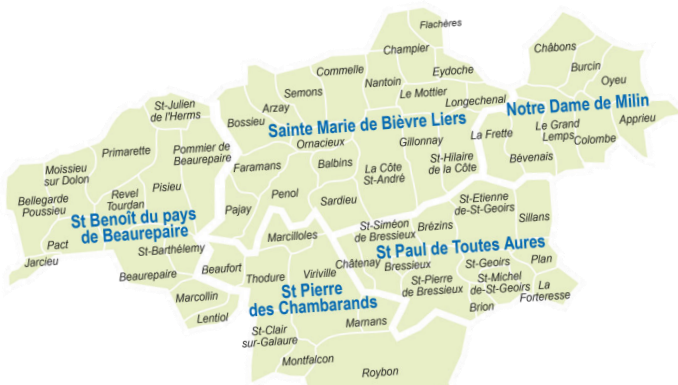 Flachères
Champier
Châbons
Commelle
Eydoche
Burcin
Nantoin
Oyeu
Semons
Le Mottier
St-Julien
de l'Herms
Arzay
Longechenal
Notre Dame de Milin
Bossieu
Sainte Marie de Bièvre Liers
Apprieu
La Frette
Le Grand
Lemps
Colombe
Ornacieux
Gillonnay
Primarette
Pommier de
Beaurepaire
Balbins
St-Hilaire
de la Côte
Bévenais
Moissieu
sur Dolon
Faramans
La Côte
St-André
Pisieu
Penol
Sardieu
Bellegarde
Poussieu
Revel
Tourdan
St-Etienne
de-St-Geoirs
Pajay
St Benoît du pays
de Beaurepaire
Sillans
St-Siméon
de Bressieux
Brézins
Marcilloles
Pact
St-Barthélemy
St Paul de Toutes Aures
Jarcieu
Beaurepaire
Beaufort
Thodure
Viriville
Châtenay
Bressieux
St-Geoirs
Plan
St-Pierre
de Bressieux
St-Michel
de-St-Geoirs
La
Forteresse
Marcollin
St Pierre
des Chambarands
Brion
Lentiol
Marnans
St-Clair
sur-Galaure
Montfalcon
Roybon